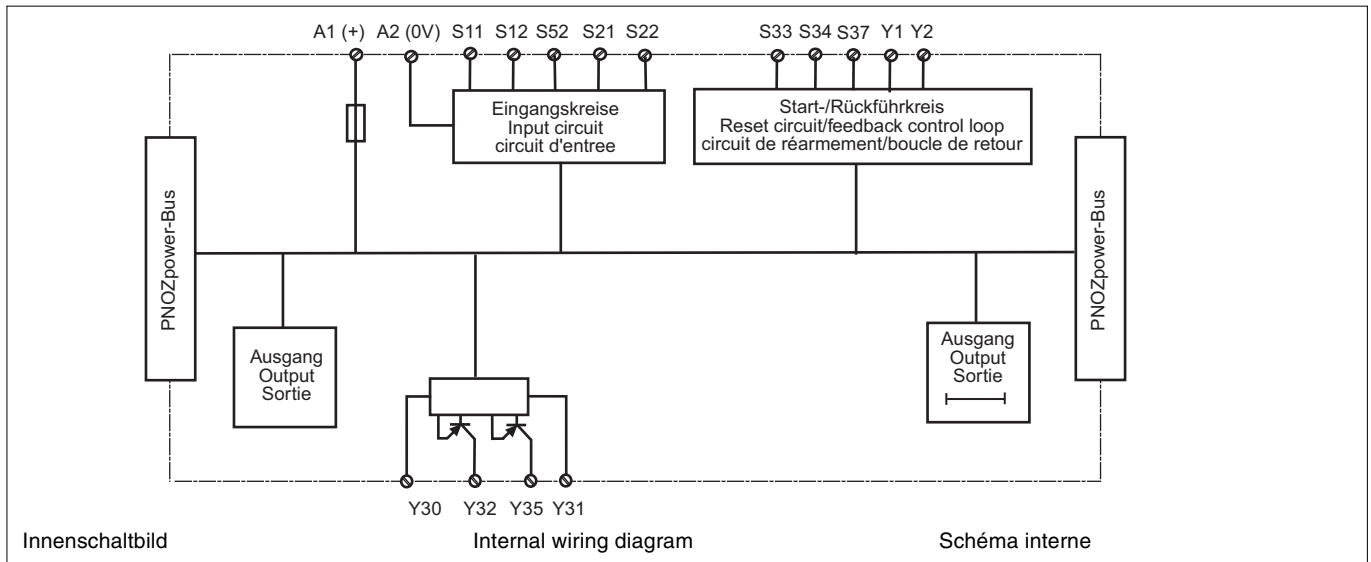 A1 (+) A2 (0V) S11 S12 S52 S21 S22 S33 S34 S37 Y1 Y2
Eingangskreise
Input circuit
circuit d'entree
Start-/Rückführkreis
Reset circuit/feedback control loop
circuit de réarmement/boucle de retour
PNOZpower-Bus
PNOZpower-Bus
Ausgang
Output
Sortie
Ausgang
Output
Sortie
Y30 Y32 Y35 Y31
Innenschaltbild Internal wiring diagram Schéma interne